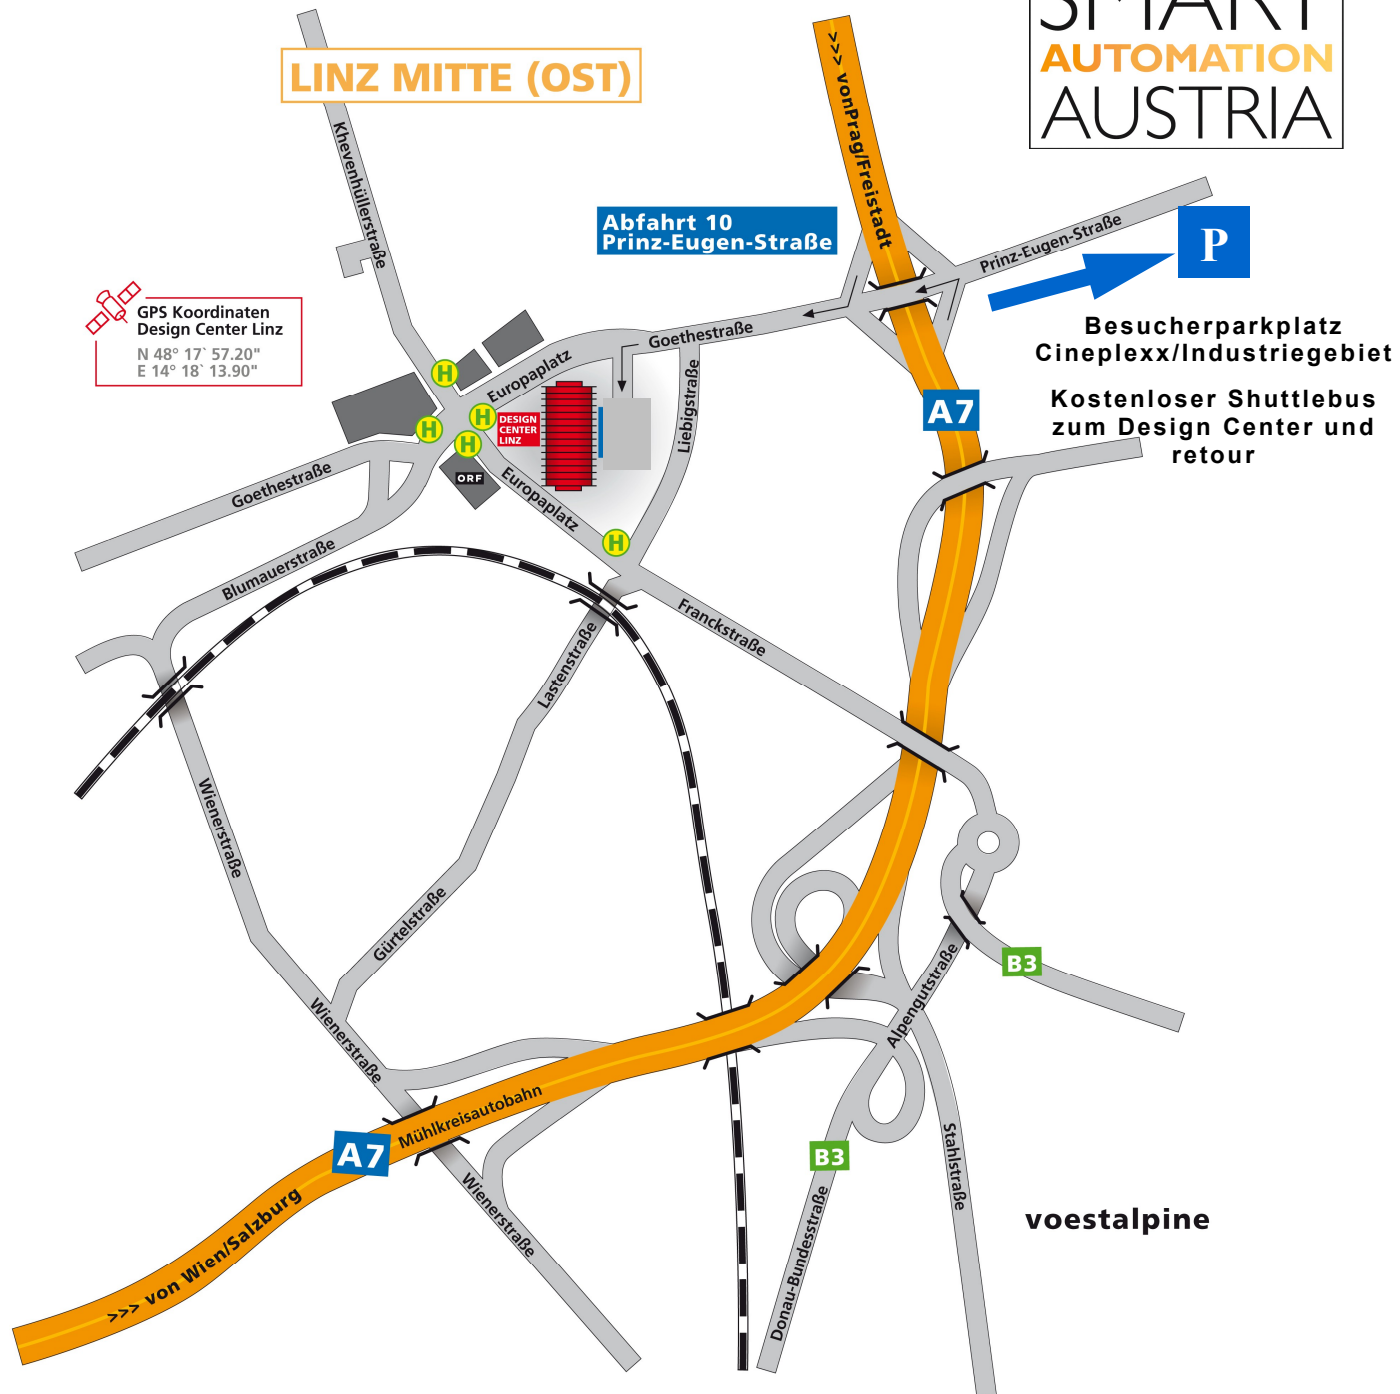 SMART
AUTOMATION
AUSTRIA
LINZ MITTE (OST)
>>> vonPrag/Freistadt
Khevenhüllerstraße
Abfahrt 10
Prinz-Eugen-Straße
Prinz-Eugen-Straße
P
GPS Koordinaten
Design Center Linz
N 48° 17` 57.20"
E 14° 18` 13.90"
Besucherparkplatz
Cineplexx/Industriegebiet
Kostenloser Shuttlebus
zum Design Center und
retour
Goethestraße
Europaplatz
H
H
H
H
DESIGN
CENTER
LINZ
Liebigstraße
A7
Goethestraße
ORF
Europaplatz
H
Blumauerstraße
Franckstraße
Lastenstraße
Wienerstraße
Gürtelstraße
B3
Alpengutstraße
Wienerstraße
Mühlkreisautobahn
A7
B3
Stahlstraße
Wienerstraße
voestalpine
>>> von Wien/Salzburg
Donau-Bundesstraße